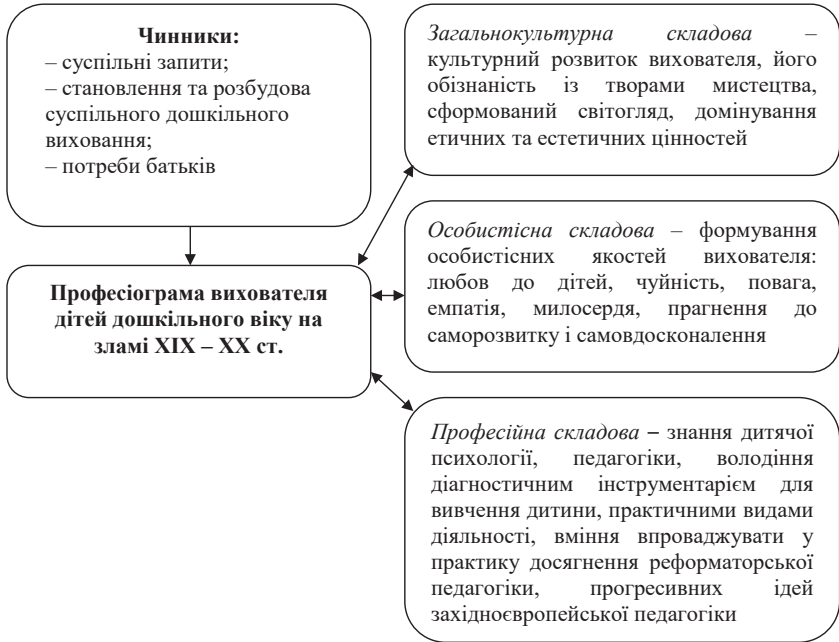 Чинники:
– суспільні запити;
– становлення та розбудова
суспільного дошкільного
виховання;
– потреби батьків
Професіограма вихователя
дітей дошкільного віку на
зламі ХІХ – ХХ ст.
Загальнокультурна складова –
культурний розвиток вихователя, його
обізнаність із творами мистецтва,
сформований світогляд, домінування
етичних та естетичних цінностей
Особистісна складова – формування
особистісних якостей вихователя:
любов до дітей, чуйність, повага,
емпатія, милосердя, прагнення до
саморозвитку і самовдосконалення
Професійна складова – знання дитячої
психології, педагогіки, володіння
діагностичним інструментарієм для
вивчення дитини, практичними видами
діяльності, вміння впроваджувати у
практику досягнення реформаторської
педагогіки, прогресивних ідей
західноєвропейської педагогіки